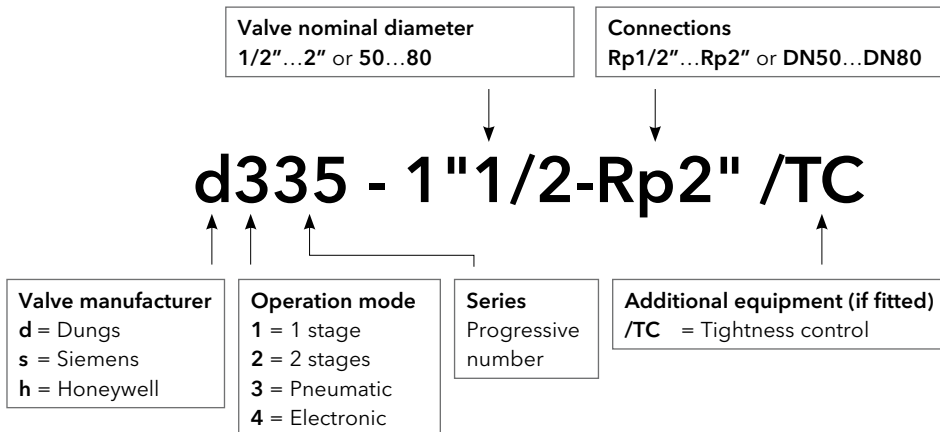 Valve nominal diameter
1/2”…2” or 50…80
Connections
Rp1/2”…Rp2” or DN50…DN80
d335 - 1"1/2-Rp2" /TC
Valve manufacturer
d = Dungs
s = Siemens
h = Honeywell
Operation mode
1 = 1 stage
2 = 2 stages
3 = Pneumatic
4 = Electronic
Series
Progressive
number
Additional equipment (if fitted)
/TC = Tightness control